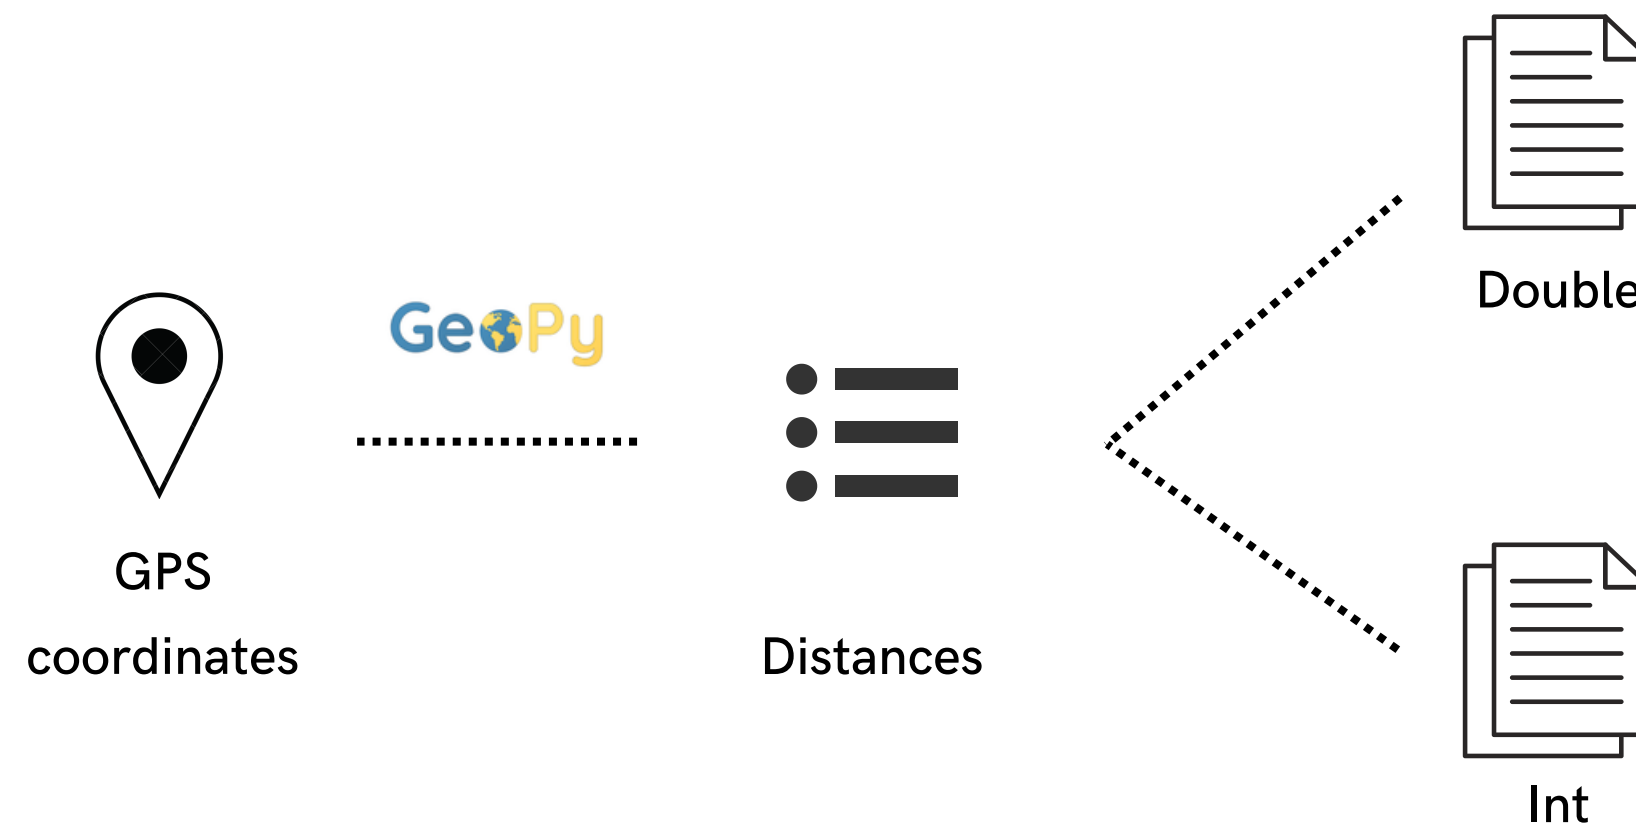 GeoPy
GPS
coordinates
Distances
Double
Int